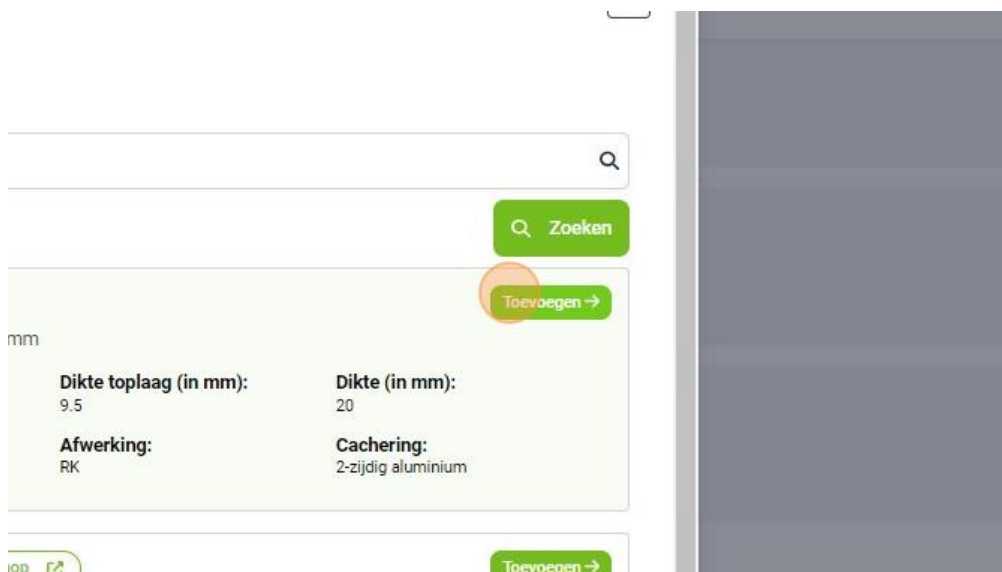 Zoeken
Toevoegen →
mm
Dikte toplaag (in mm): Dikte (in mm):
9.5 20
Afwerking: Cachering:
RK 2-zijdig aluminium
Toevoegen →